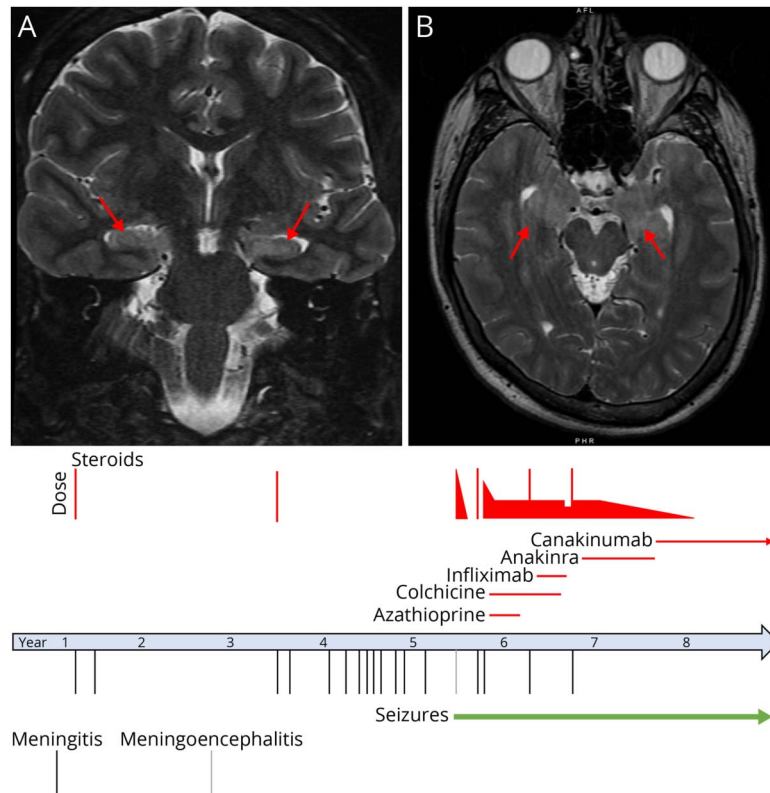 A
B
AFL
PHR
Steroids
Dose
Canakinumab
Anakinra
Infliximab
Colchicine
Azathioprine
Year 1 2 3 4 5 6 7 8
Seizures
Meningitis Meningoencephalitis